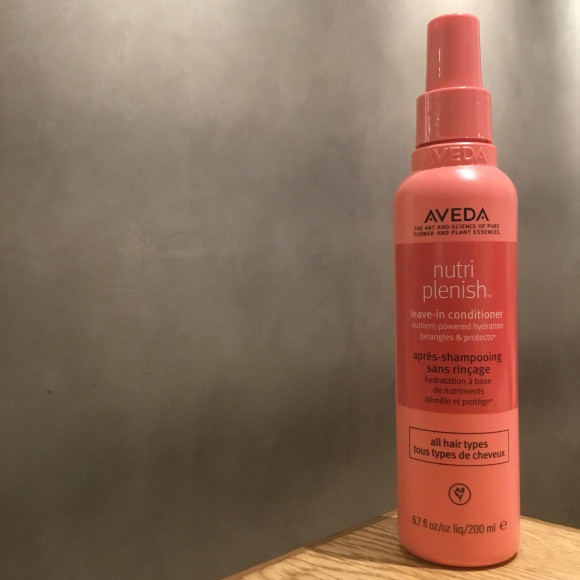 AVEDA
AVEDA
THE ART AND SCIENCE OF PURE
FLOWER AND PLANT ESSENCES
nutri
plenish™
leave-in conditioner
nutrient-powered hydration
detangles & protects*
après-shampooing
sans rinçage
hydratation à base
de nutriments
démêle et protège*
all hair types
tous types de cheveux
6.7 fl oz/oz liq/200 ml ℮